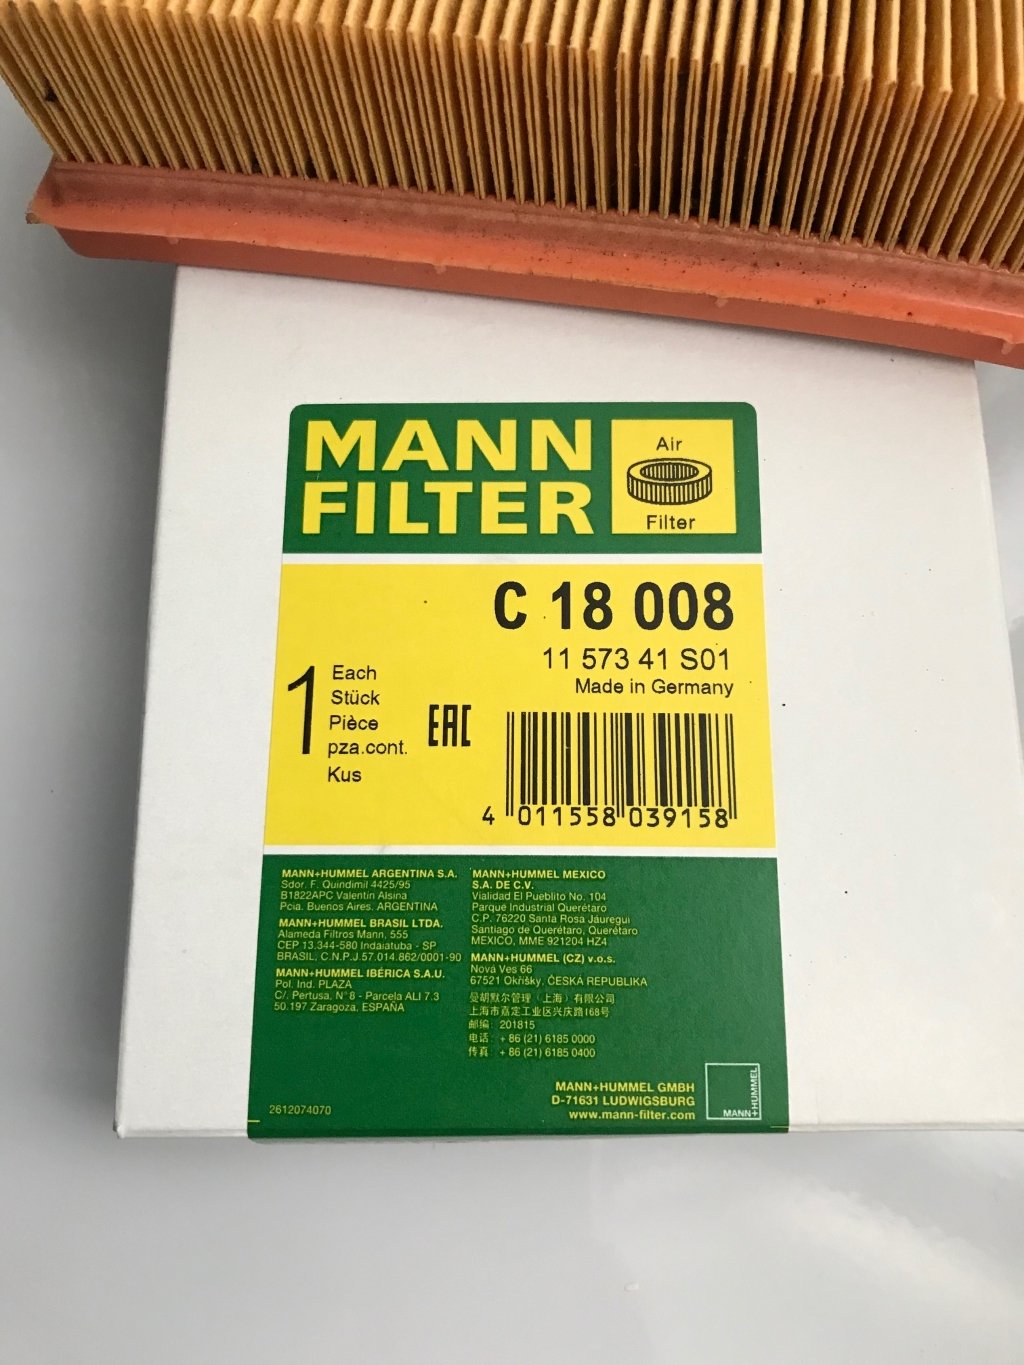 MANN
FILTER
Air
Filter
C 18 008
11 573 41 S01
Made in Germany
1
Each
Stück
Pièce
pza.cont.
Kus
EAC
4 011558 039158
MANN+HUMMEL ARGENTINA S.A.
Sdor. F. Quindimil 4425/95
B1822APC Valentin Alsina
Pcia. Buenos Aires. ARGENTINA
MANN+HUMMEL BRASIL LTDA.
Alameda Filtros Mann, 555
CEP 13.344-580 Indaiatuba - SP
BRASIL, C.N.P.J.57.014.862/0001-90
MANN+HUMMEL IBÉRICA S.A.U.
Pol. Ind. PLAZA
C/. Pertusa, N°8 - Parcela ALI 7.3
50.197 Zaragoza, ESPAÑA
MANN+HUMMEL MEXICO
S.A. DE C.V.
Vialidad El Pueblito No. 104
Parque Industrial Querétaro
C.P. 76220 Santa Rosa Jáuregui
Santiago de Querétaro, Querétaro
MEXICO, MME 921204 HZ4
MANN+HUMMEL (CZ) v.o.s.
Nová Ves 66
67521 Okříšky, ČESKÁ REPUBLIKA
曼胡默尔管理（上海）有限公司
上海市嘉定工业区兴庆路168号
邮编: 201815
电话: +86 (21) 6185 0000
传真: +86 (21) 6185 0400
MANN+HUMMEL GMBH
D-71631 LUDWIGSBURG
www.mann-filter.com
MANN+HUMMEL
2612074070